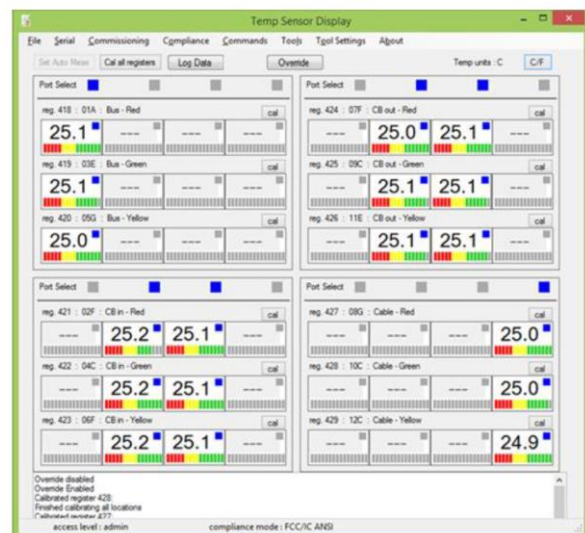 Temp Sensor Display
File Serial Commissioning Compliance Commands Tools Tool Settings About
Set Auto Meas Cal all registers Log Data Override Temp units : C C/F
Port Select
reg. 418 : 01A : Bus - Red cal
25.1 --- --- ---
reg. 419 : 03E : Bus - Green cal
25.1 --- --- ---
reg. 420 : 05G : Bus - Yellow cal
25.0 --- --- ---
Port Select
reg. 424 : 07F : CB out - Red cal
--- 25.0 25.1 ---
reg. 425 : 09C : CB out - Green cal
--- 25.1 25.1 ---
reg. 426 : 11E : CB out - Yellow cal
--- 25.1 25.1 ---
Port Select
reg. 421 : 02F : CB in - Red cal
--- 25.2 25.1 ---
reg. 422 : 04C : CB in - Green cal
--- 25.2 25.1 ---
reg. 423 : 06F : CB in - Yellow cal
--- 25.2 25.1 ---
Port Select
reg. 427 : 08G : Cable - Red cal
--- --- --- 25.0
reg. 428 : 10C : Cable - Green cal
--- --- --- 25.0
reg. 429 : 12C : Cable - Yellow cal
--- --- --- 24.9
Override disabled
Override Enabled
Calibrated register 428:
Finished calibrating all locations
Calibrated register 427:
access level : admin compliance mode : FCC/IC ANSI